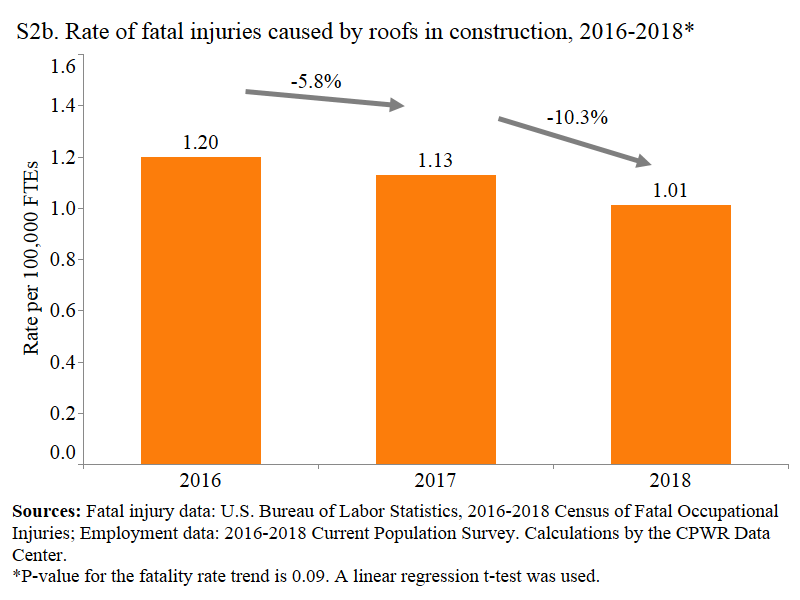 S2b. Rate of fatal injuries caused by roofs in construction, 2016-2018*
1.6
1.4
1.2
1.0
0.8
0.6
0.4
0.2
0.0
Rate per 100,000 FTEs
-5.8%
-10.3%
1.20
1.13
1.01
2016
2017
2018
Sources: Fatal injury data: U.S. Bureau of Labor Statistics, 2016-2018 Census of Fatal Occupational
Injuries; Employment data: 2016-2018 Current Population Survey. Calculations by the CPWR Data
Center.
*P-value for the fatality rate trend is 0.09. A linear regression t-test was used.